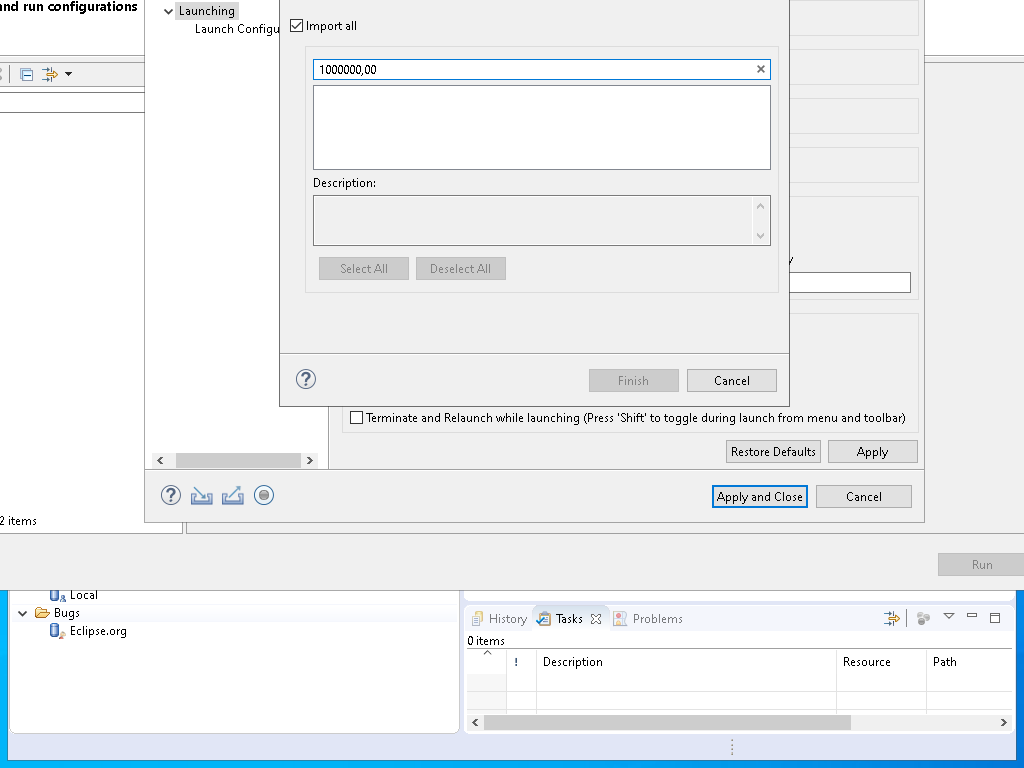 and run configurations
Launching
Launch Configu
Import all
1000000,00
Description:
Select All
Deselect All
Finish
Cancel
Terminate and Relaunch while launching (Press 'Shift' to toggle during launch from menu and toolbar)
Restore Defaults
Apply
Apply and Close
Cancel
2 items
Run
Local
Bugs
Eclipse.org
History
Tasks
Problems
0 items
!
Description
Resource
Path